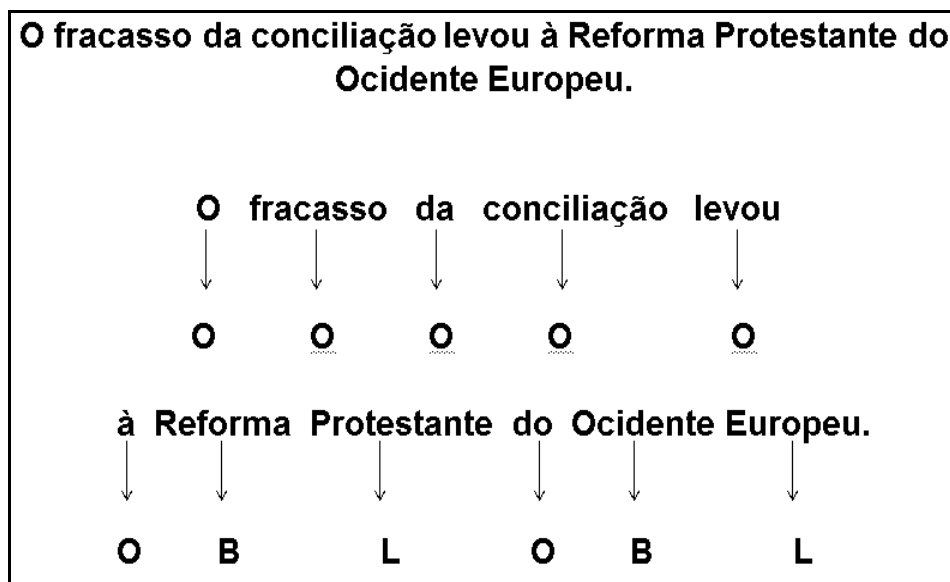 O fracasso da conciliação levou à Reforma Protestante do
Ocidente Europeu.
O fracasso da conciliação levou
O O O O O
à Reforma Protestante do Ocidente Europeu.
O B L O B L